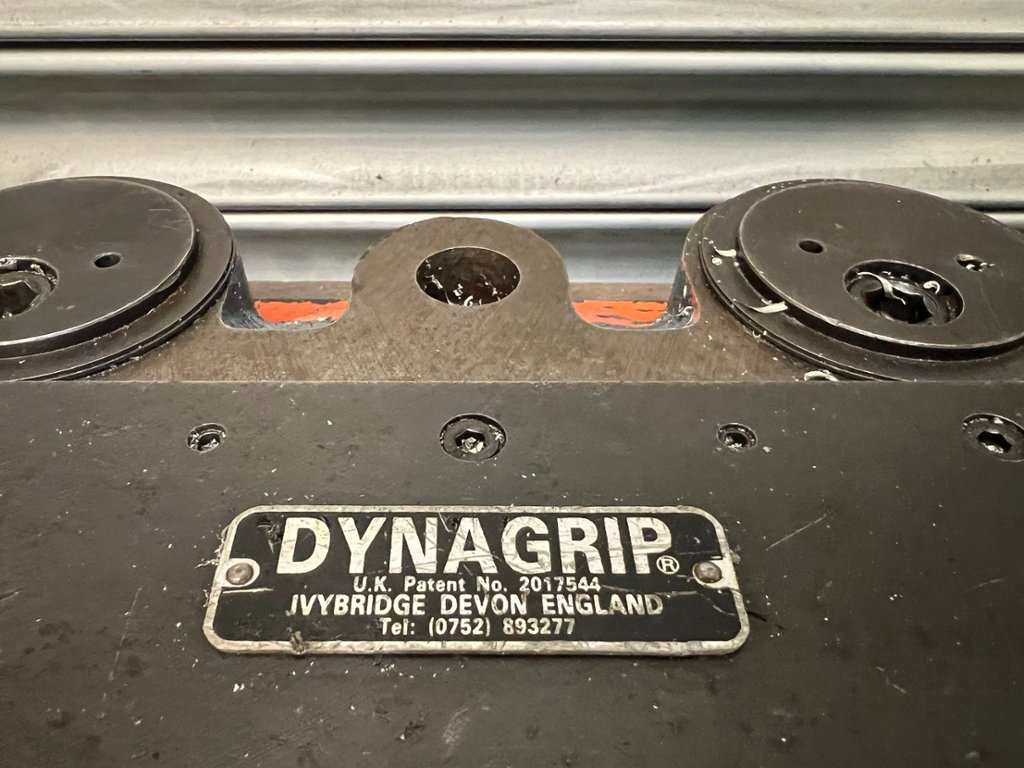 DYNAGRIP®
U.K. Patent No. 2017544
IVYBRIDGE DEVON ENGLAND
Tel: (0752) 893277